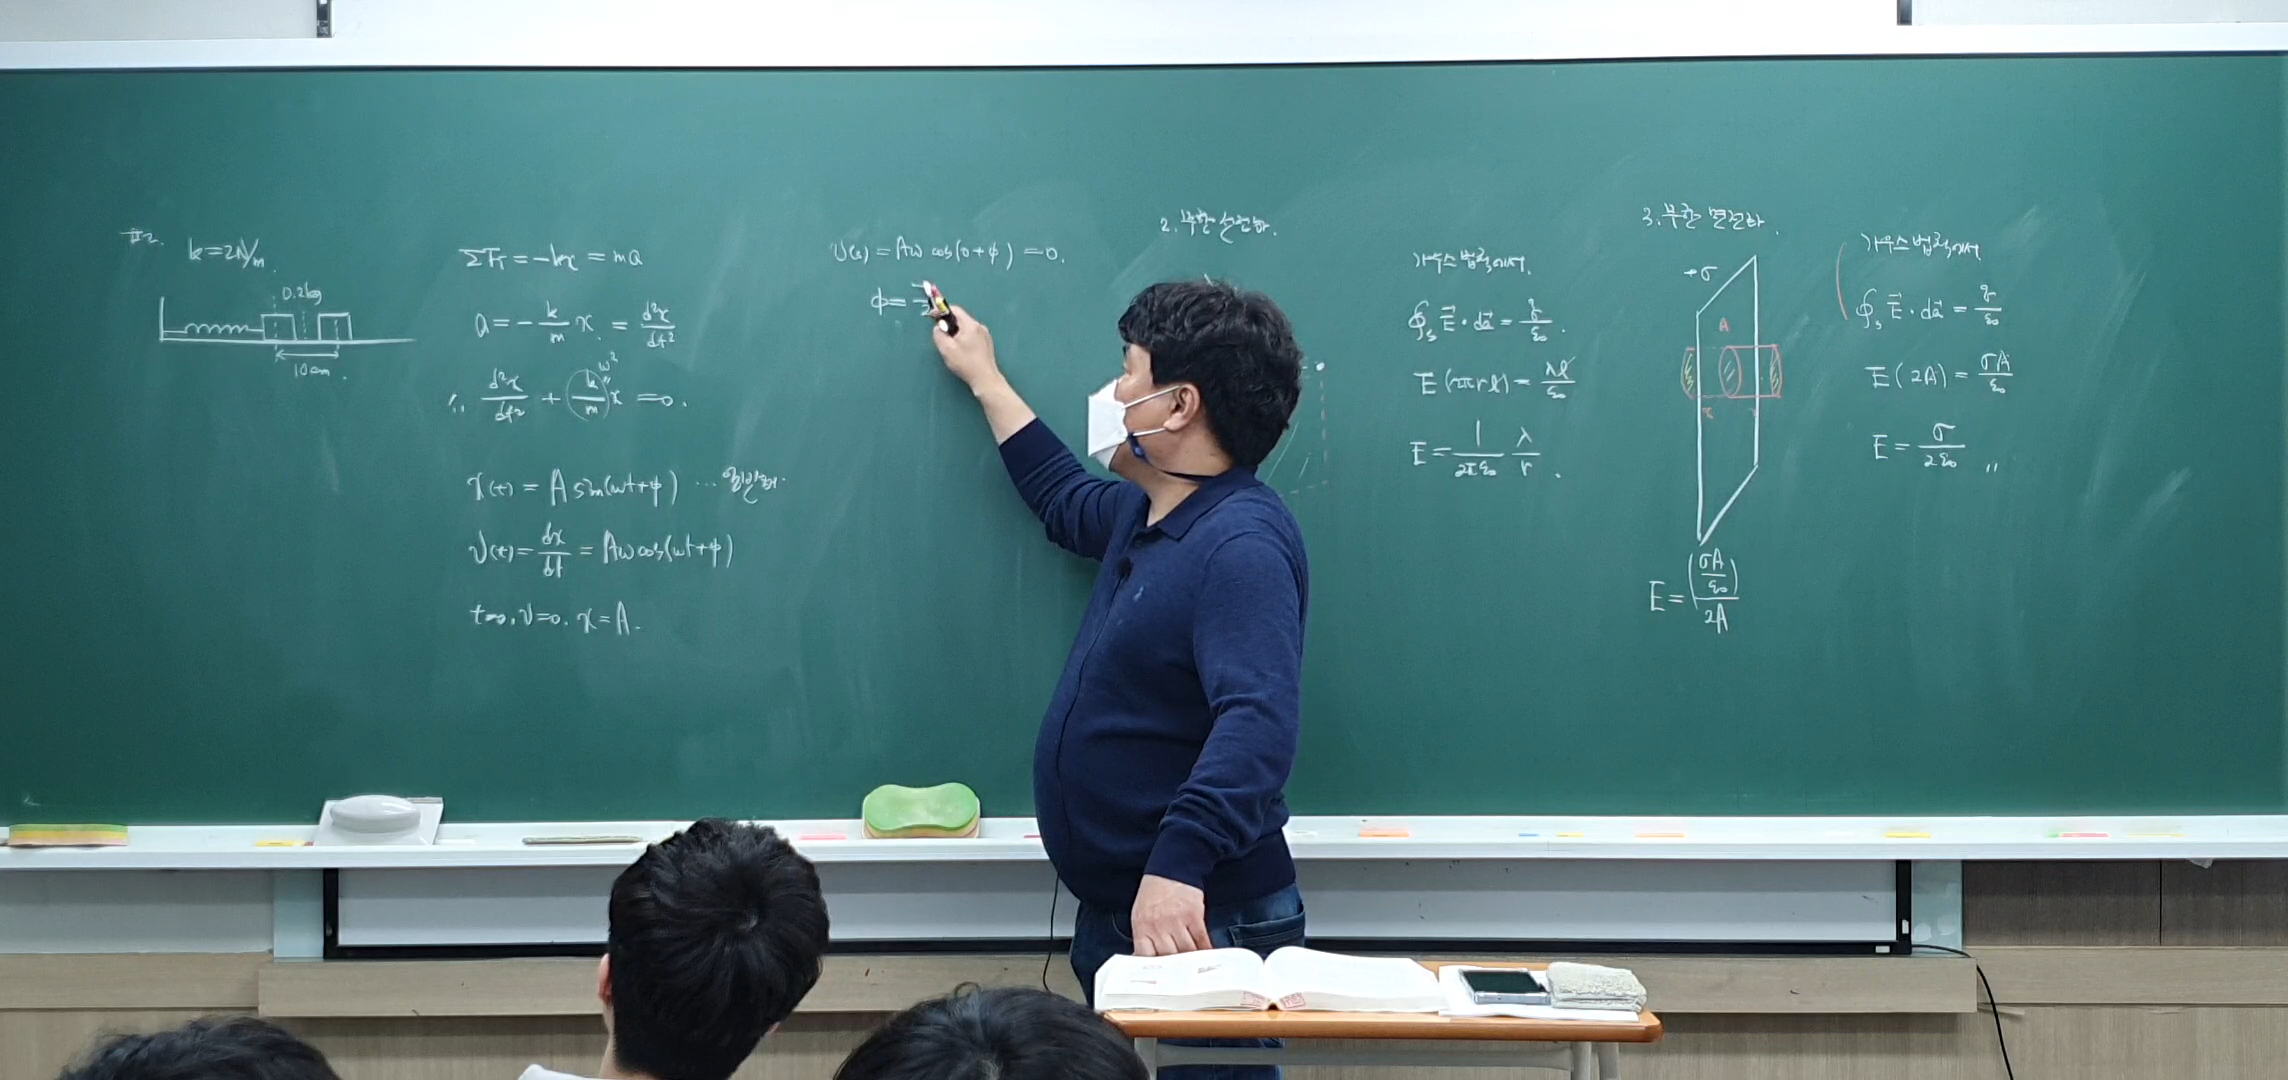 k=2N/m
0.2kg
10cm
ΣF = -kx = ma
a = -k/m x = d²x/dt²
∴ d²x/dt² + (k/m)x = 0.
ω²
x(t) = A sin(ωt+φ) ... 일반해.
v(t) = dx/dt = Aω cos(ωt+φ)
t=0, v=0. x=A.
v(0) = Aω cos(0+φ) = 0.
φ =
2. 무한 선전하.
가우스 법칙에서.
∮s E⃗·da⃗ = q/ε₀.
E(2πrl) = λl/ε₀
E = 1/2πε₀ λ/r.
3. 무한 면전하.
+σ
A
E = (σA/ε₀)/2A
가우스 법칙에서
∮s E⃗·da⃗ = q/ε₀
E(2A) = σA/ε₀
E = σ/2ε₀ 〃